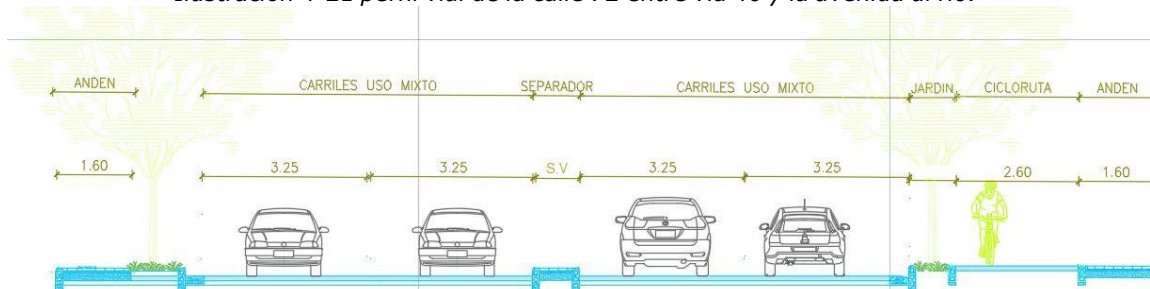 ANDEN CARRILES USO MIXTO SEPARADOR CARRILES USO MIXTO JARDIN CICLORUTA ANDEN
1.60 3.25 3.25 S.V 3.25 3.25 2.60 1.60